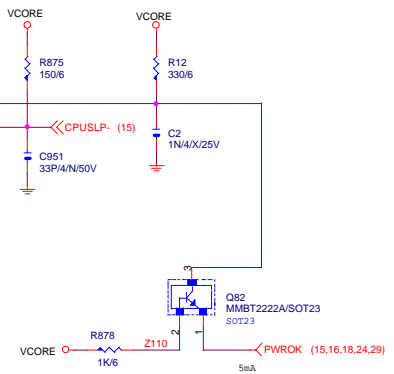 VCORE
VCORE
R875
150/6
R12
330/6
CPUSLP- (15)
C2
1N/4/X/25V
C951
33P/4/N/50V
3
Q82
MMBT2222A/SOT23
SOT23
2
1
R878
Z110
VCORE
1K/6
PWROK (15,16,18,24,29)
5mA